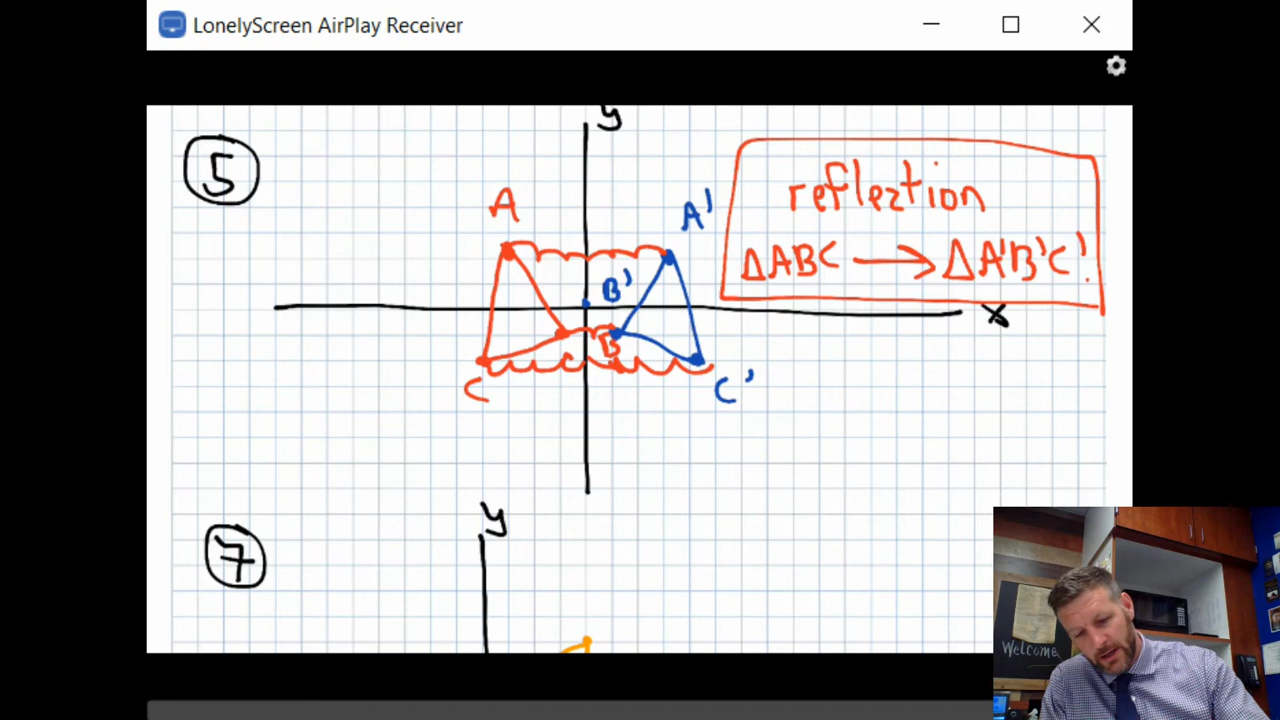 LonelyScreen AirPlay Receiver
5
y
A
A'
reflection
ΔABC → ΔA'B'C'
B'
x
B
C
C'
y
7
Welcome